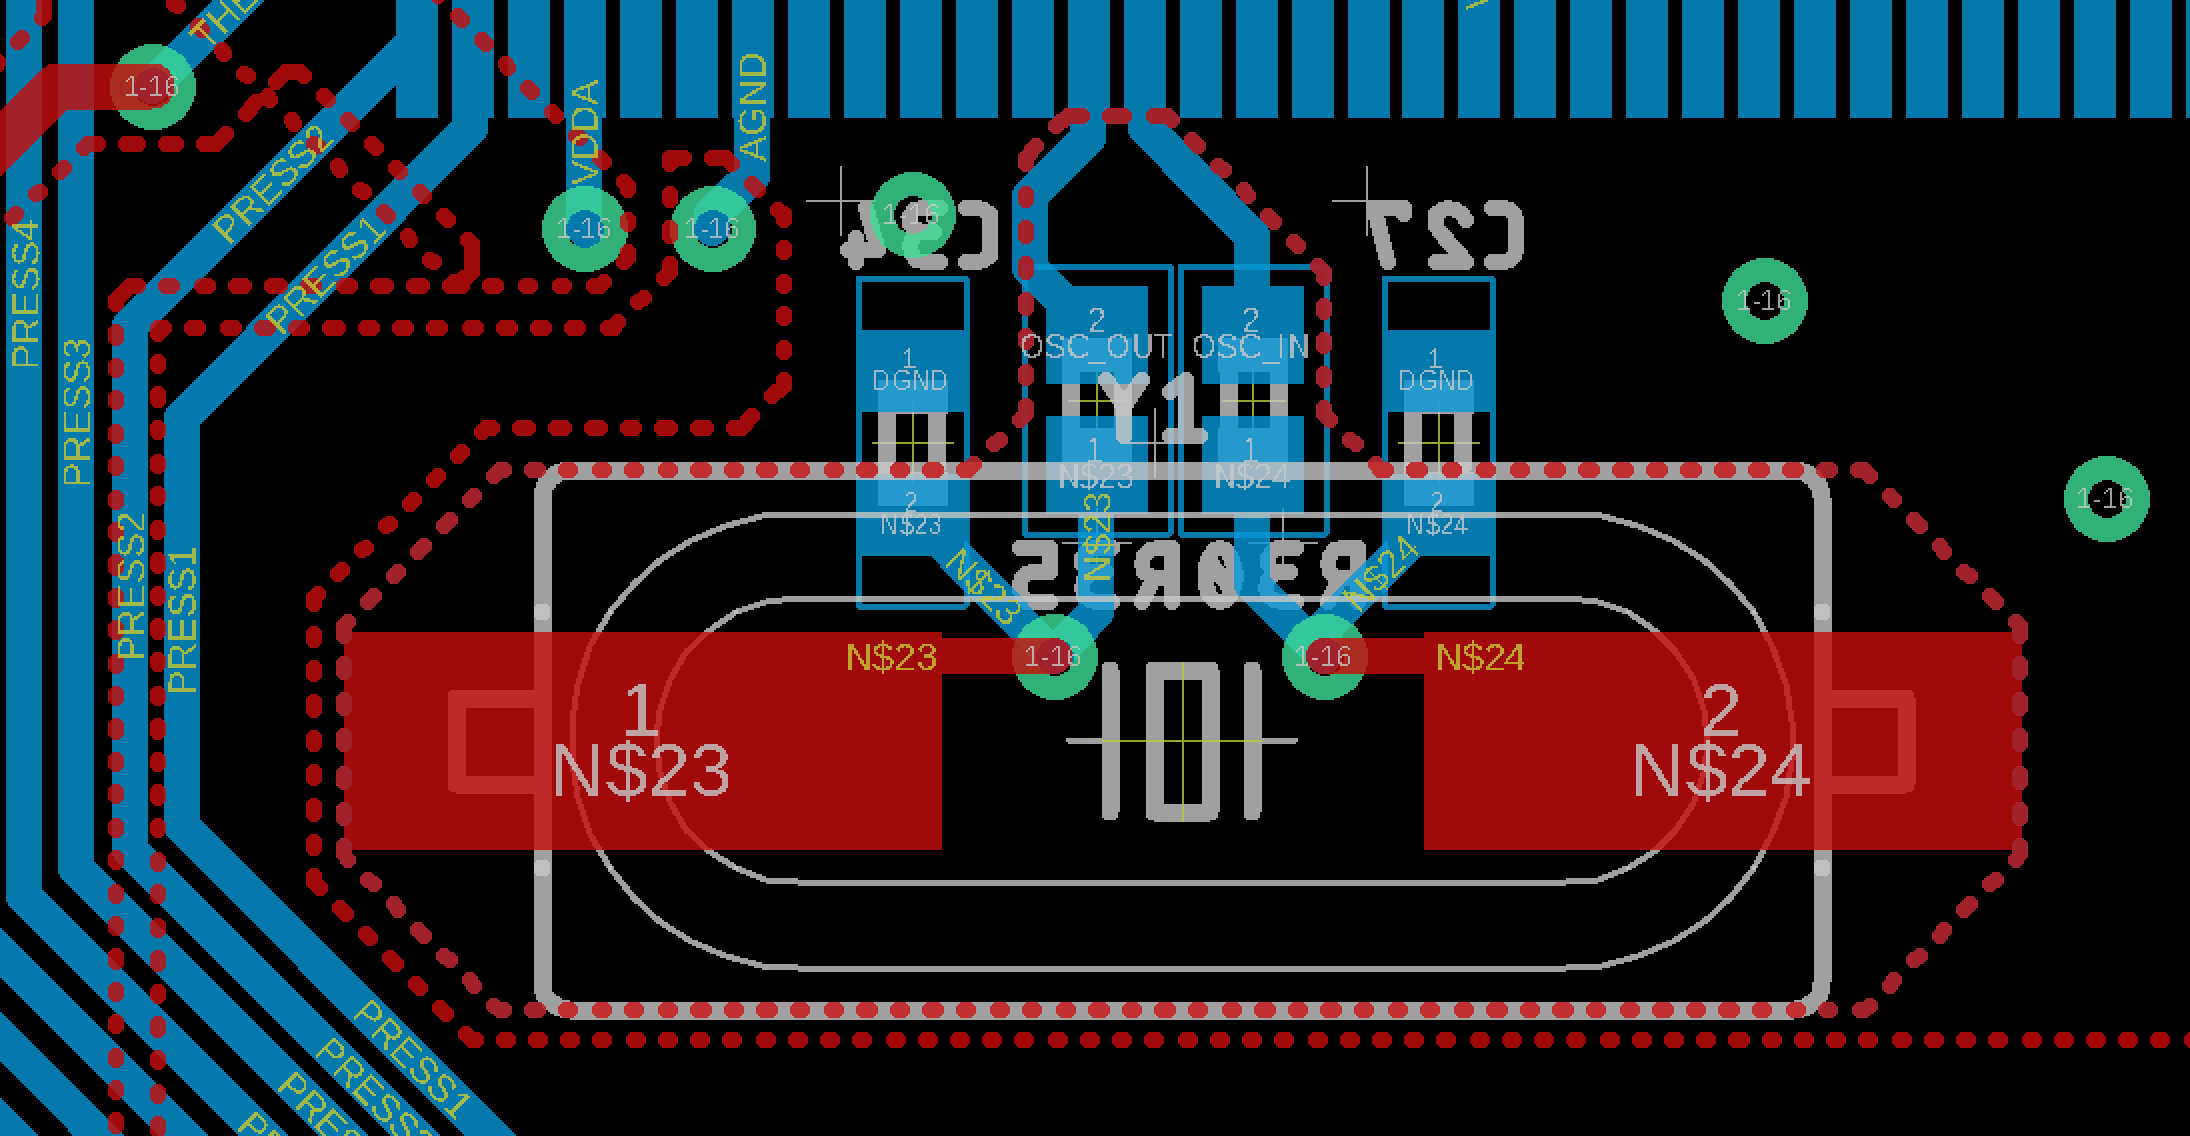 THE
1-16
PRESS2
PRESS1
PRESS4
PRESS3
PRESS2
PRESS1
VDDA
AGND
1-16
1-16
1-16
C27
1-16
1-16
1
DGND
2
N$23
2
OSC_OUT
1
N$23
2
OSC_IN
1
N$24
Y1
1
DGND
2
N$24
N$23
N$23
N$24
R30
N$23
1-16
1-16
N$24
1
N$23
2
N$24
PRESS1